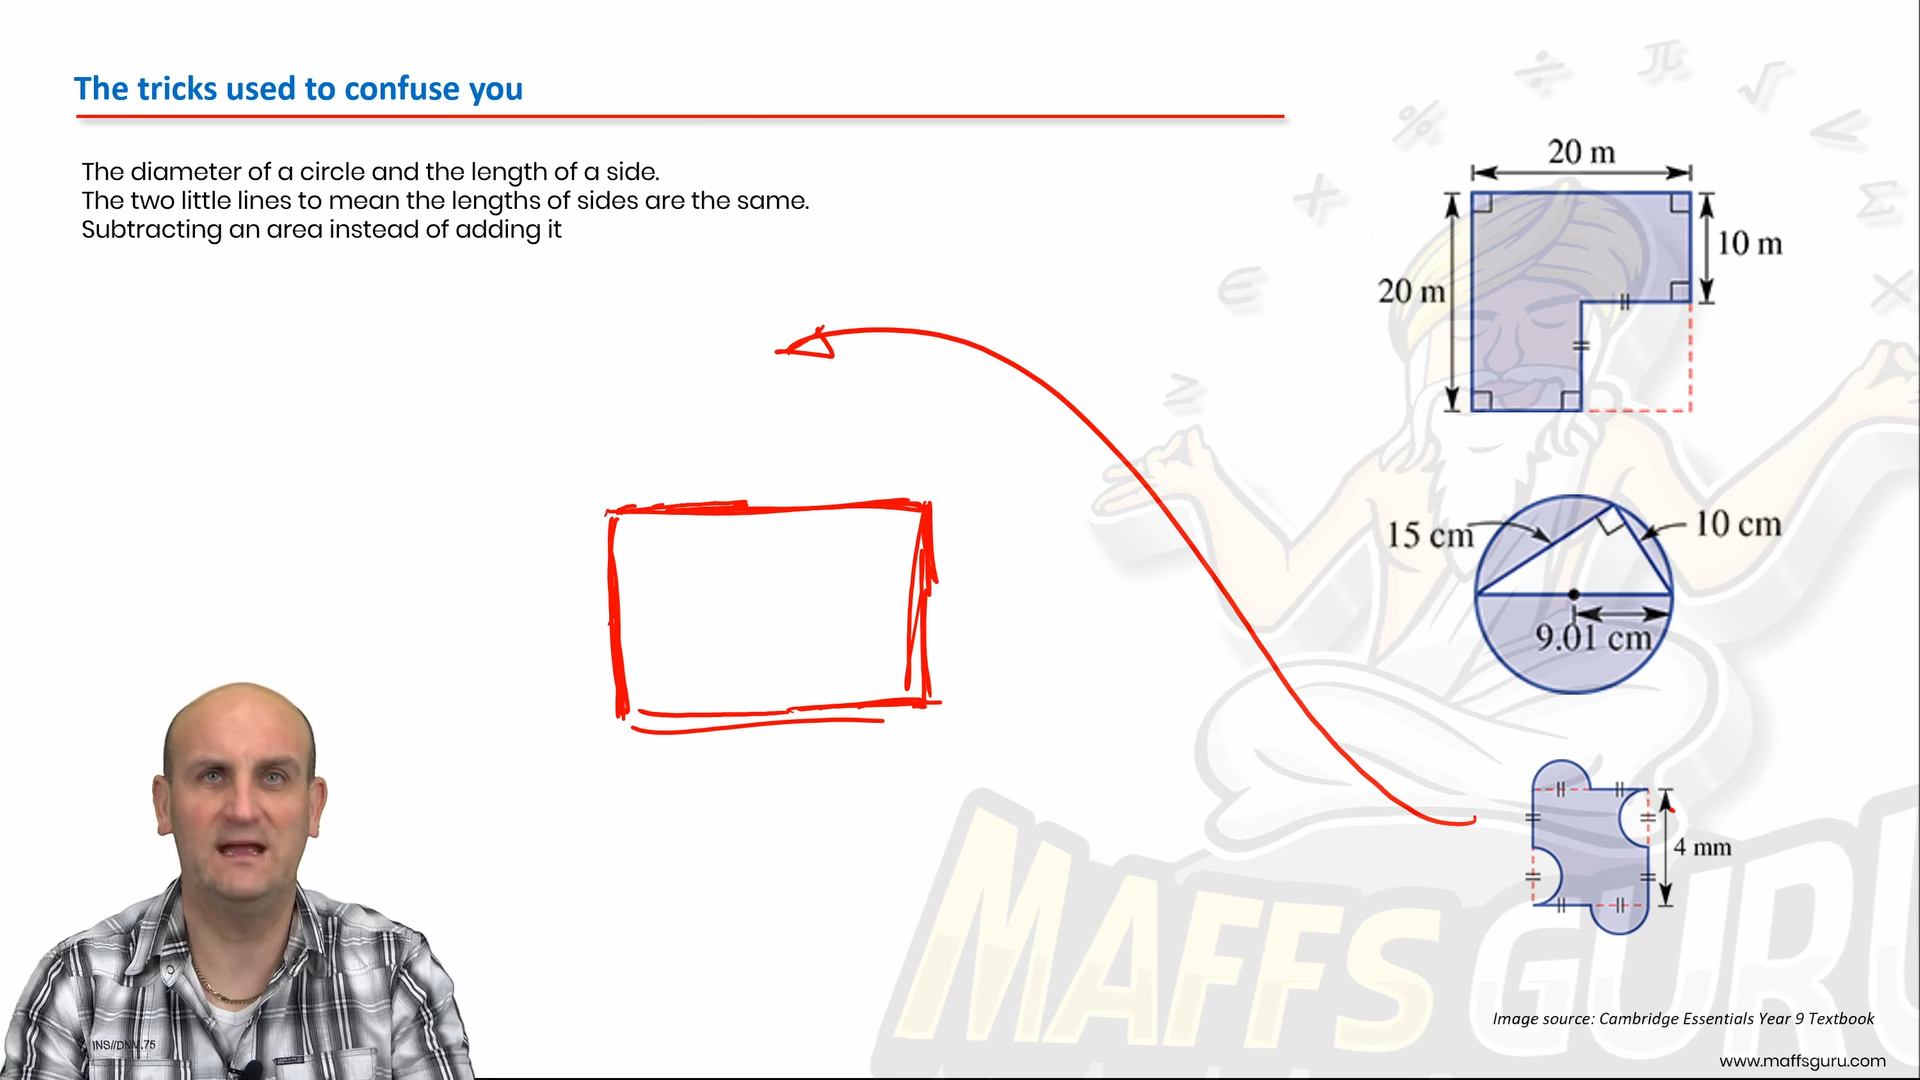 The tricks used to confuse you
The diameter of a circle and the length of a side.
The two little lines to mean the lengths of sides are the same.
Subtracting an area instead of adding it
20 m
10 m
20 m
15 cm
10 cm
9.01 cm
4 mm
MAFFS GURU
INS//DNM.75
Image source: Cambridge Essentials Year 9 Textbook
www.maffsguru.com